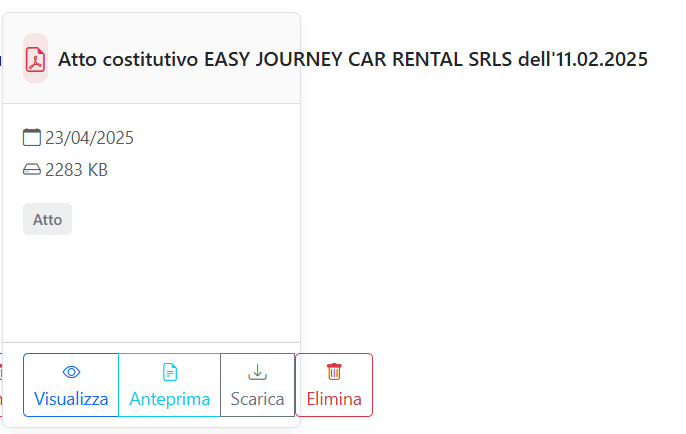 Atto costitutivo EASY JOURNEY CAR RENTAL SRLS dell'11.02.2025
23/04/2025
2283 KB
Atto
Visualizza Anteprima Scarica Elimina